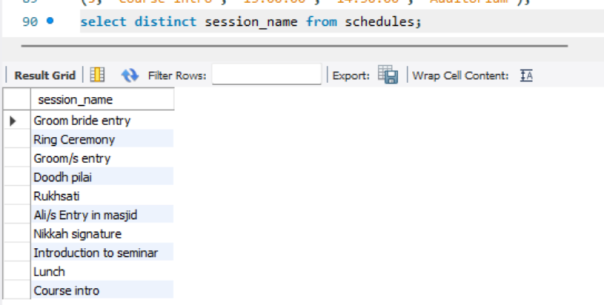 90 select distinct session_name from schedules;
Result Grid Filter Rows: Export: Wrap Cell Content: IA
session_name
Groom bride entry
Ring Ceremony
Groom/s entry
Doodh pilai
Rukhsati
Ali/s Entry in masjid
Nikkah signature
Introduction to seminar
Lunch
Course intro